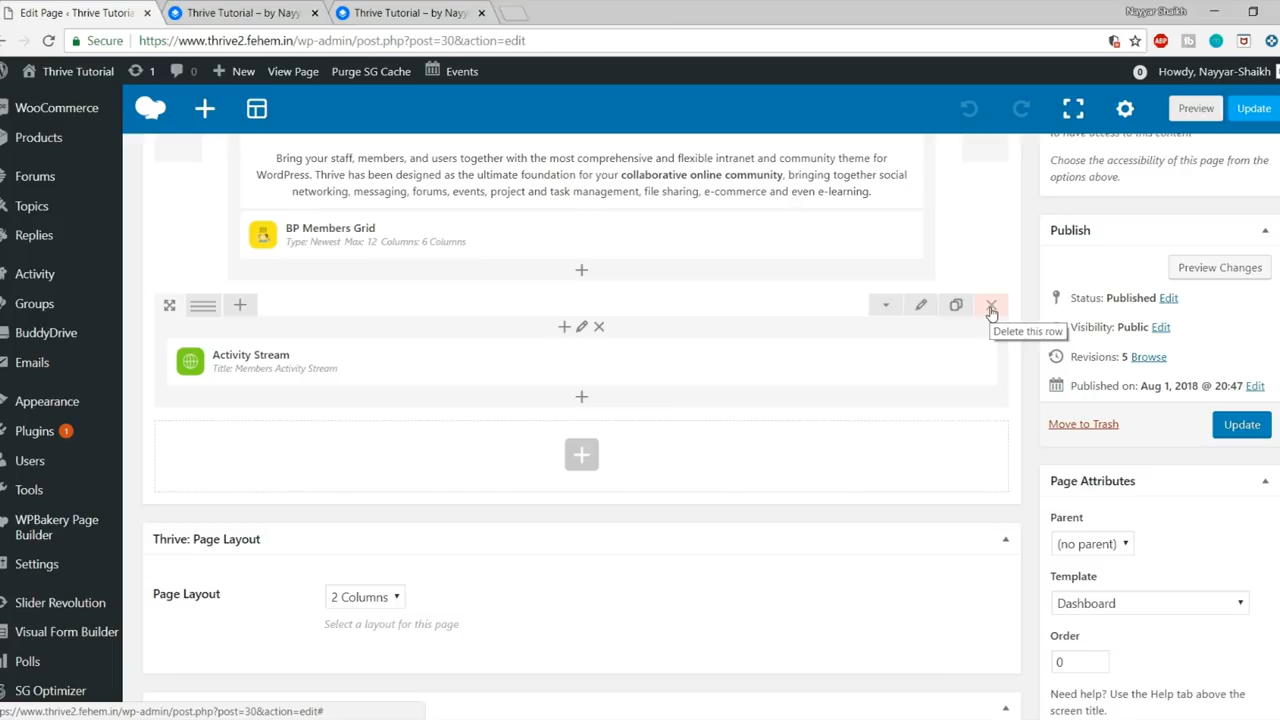 Edit Page ‹ Thrive Tutoria
Thrive Tutorial – by Nayy
Thrive Tutorial – by Nayy
Nayyar Shaikh
Secure
https://www.thrive2.fehem.in/wp-admin/post.php?post=30&action=edit
Thrive Tutorial
1
0
New
View Page
Purge SG Cache
Events
0
Howdy, Nayyar-Shaikh
WooCommerce
Products
Forums
Topics
Replies
Activity
Groups
BuddyDrive
Emails
Appearance
Plugins 1
Users
Tools
WPBakery Page
Builder
Settings
Slider Revolution
Visual Form Builder
Polls
SG Optimizer
Preview
Update
Bring your staff, members, and users together with the most comprehensive and flexible intranet and community theme for
WordPress. Thrive has been designed as the ultimate foundation for your collaborative online community, bringing together social
networking, messaging, forums, events, project and task management, file sharing, e-commerce and even e-learning.
BP Members Grid
Type: Newest Max: 12 Columns: 6 Columns
Delete this row
Activity Stream
Title: Members Activity Stream
Thrive: Page Layout
Page Layout
2 Columns
Select a layout for this page
to have access to this content
Choose the accessibility of this page from the
options above.
Publish
Preview Changes
Status: Published Edit
Visibility: Public Edit
Revisions: 5 Browse
Published on: Aug 1, 2018 @ 20:47 Edit
Move to Trash
Update
Page Attributes
Parent
(no parent)
Template
Dashboard
Order
0
Need help? Use the Help tab above the
screen title.
ps://www.thrive2.fehem.in/wp-admin/post.php?post=30&action=edit#